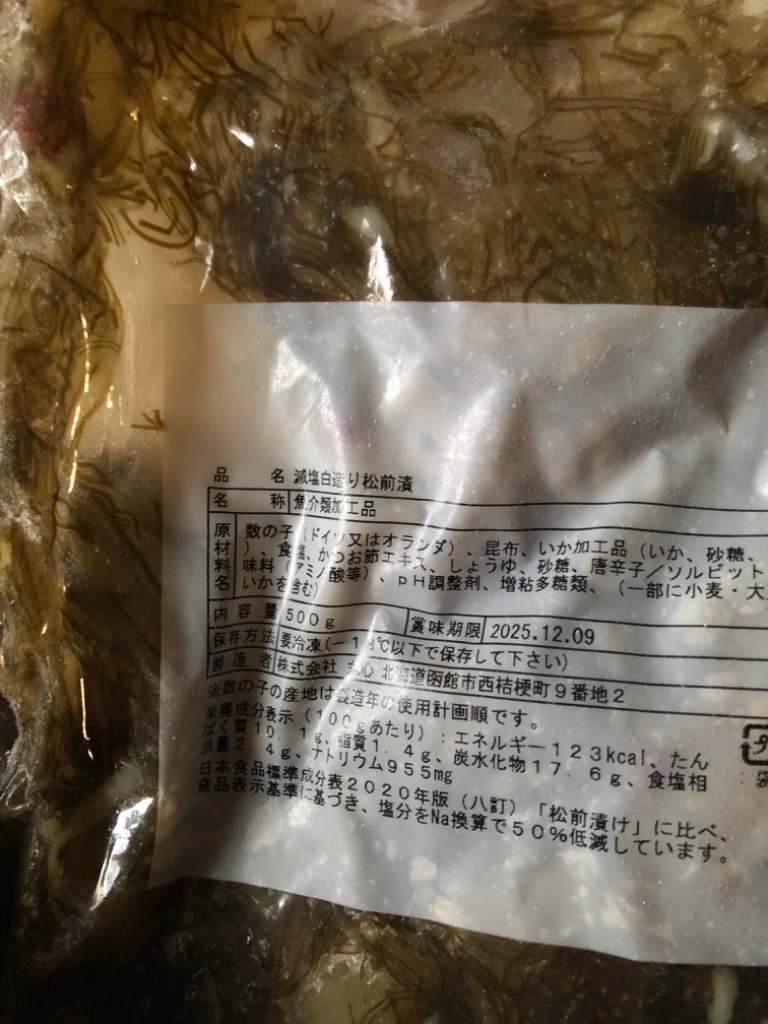 品 名 減塩白造り松前漬
名 称 魚介類加工品
原材料名 数の子（ドイツ又はオランダ）、昆布、いか加工品（いか、砂糖、
）、食塩、かつお節エキス、しょうゆ、砂糖、唐辛子／ソルビット
味料（アミノ酸等）、pH調整剤、増粘多糖類、（一部に小麦・大
いかを含む）
内容量 500g 賞味期限 2025.12.09
保存方法 要冷凍（－18℃以下で保存して下さい）
製造者 株式会社 心 北海道函館市西桔梗町9番地2
※数の子の産地は製造年の使用計画順です。
栄養成分表示（100gあたり）：エネルギー123kcal、たん
ぱく質10.1g、脂質1.4g、炭水化物17.6g、食塩相
当量2.4g、ナトリウム955mg
日本食品標準成分表2020年版（八訂）「松前漬け」に比べ、
食品表示基準に基づき、塩分をNa換算で50%低減しています。
プ
：袋